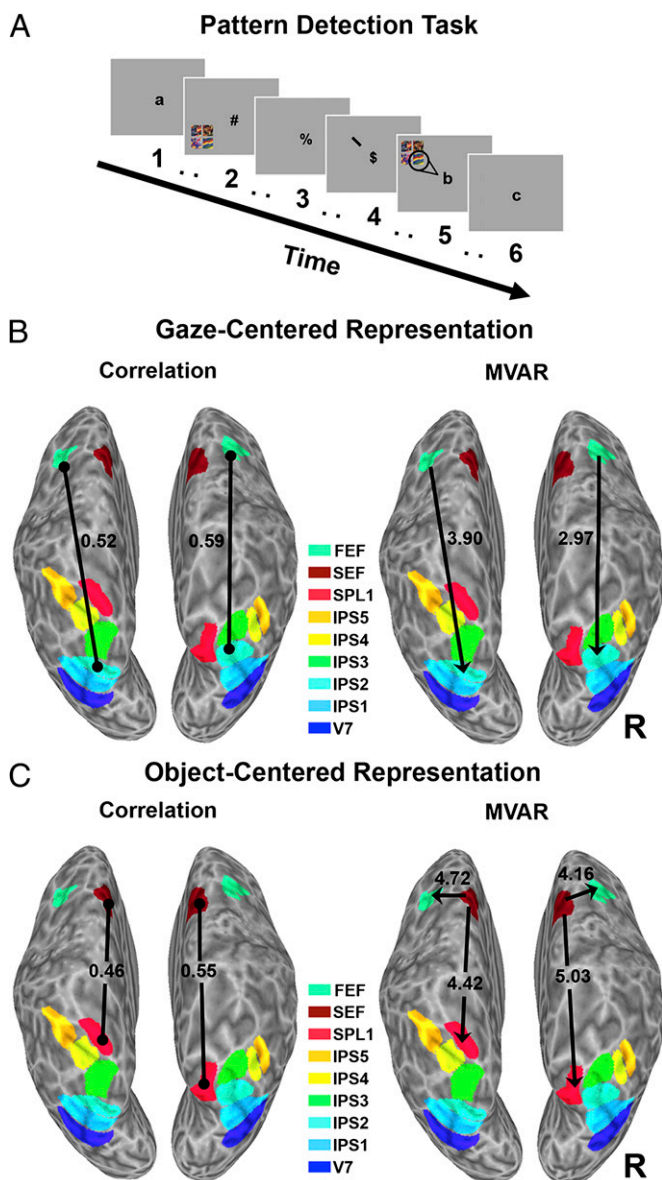 A
Pattern Detection Task
a
#
%
$
b
c
1 . . 2 . . 3 . . 4 . . 5 . . 6
Time
B
Gaze-Centered Representation
Correlation
MVAR
0.52
0.59
3.90
2.97
FEF
SEF
SPL1
IPS5
IPS4
IPS3
IPS2
IPS1
V7
R
C
Object-Centered Representation
Correlation
MVAR
0.46
0.55
4.72
4.16
4.42
5.03
FEF
SEF
SPL1
IPS5
IPS4
IPS3
IPS2
IPS1
V7
R